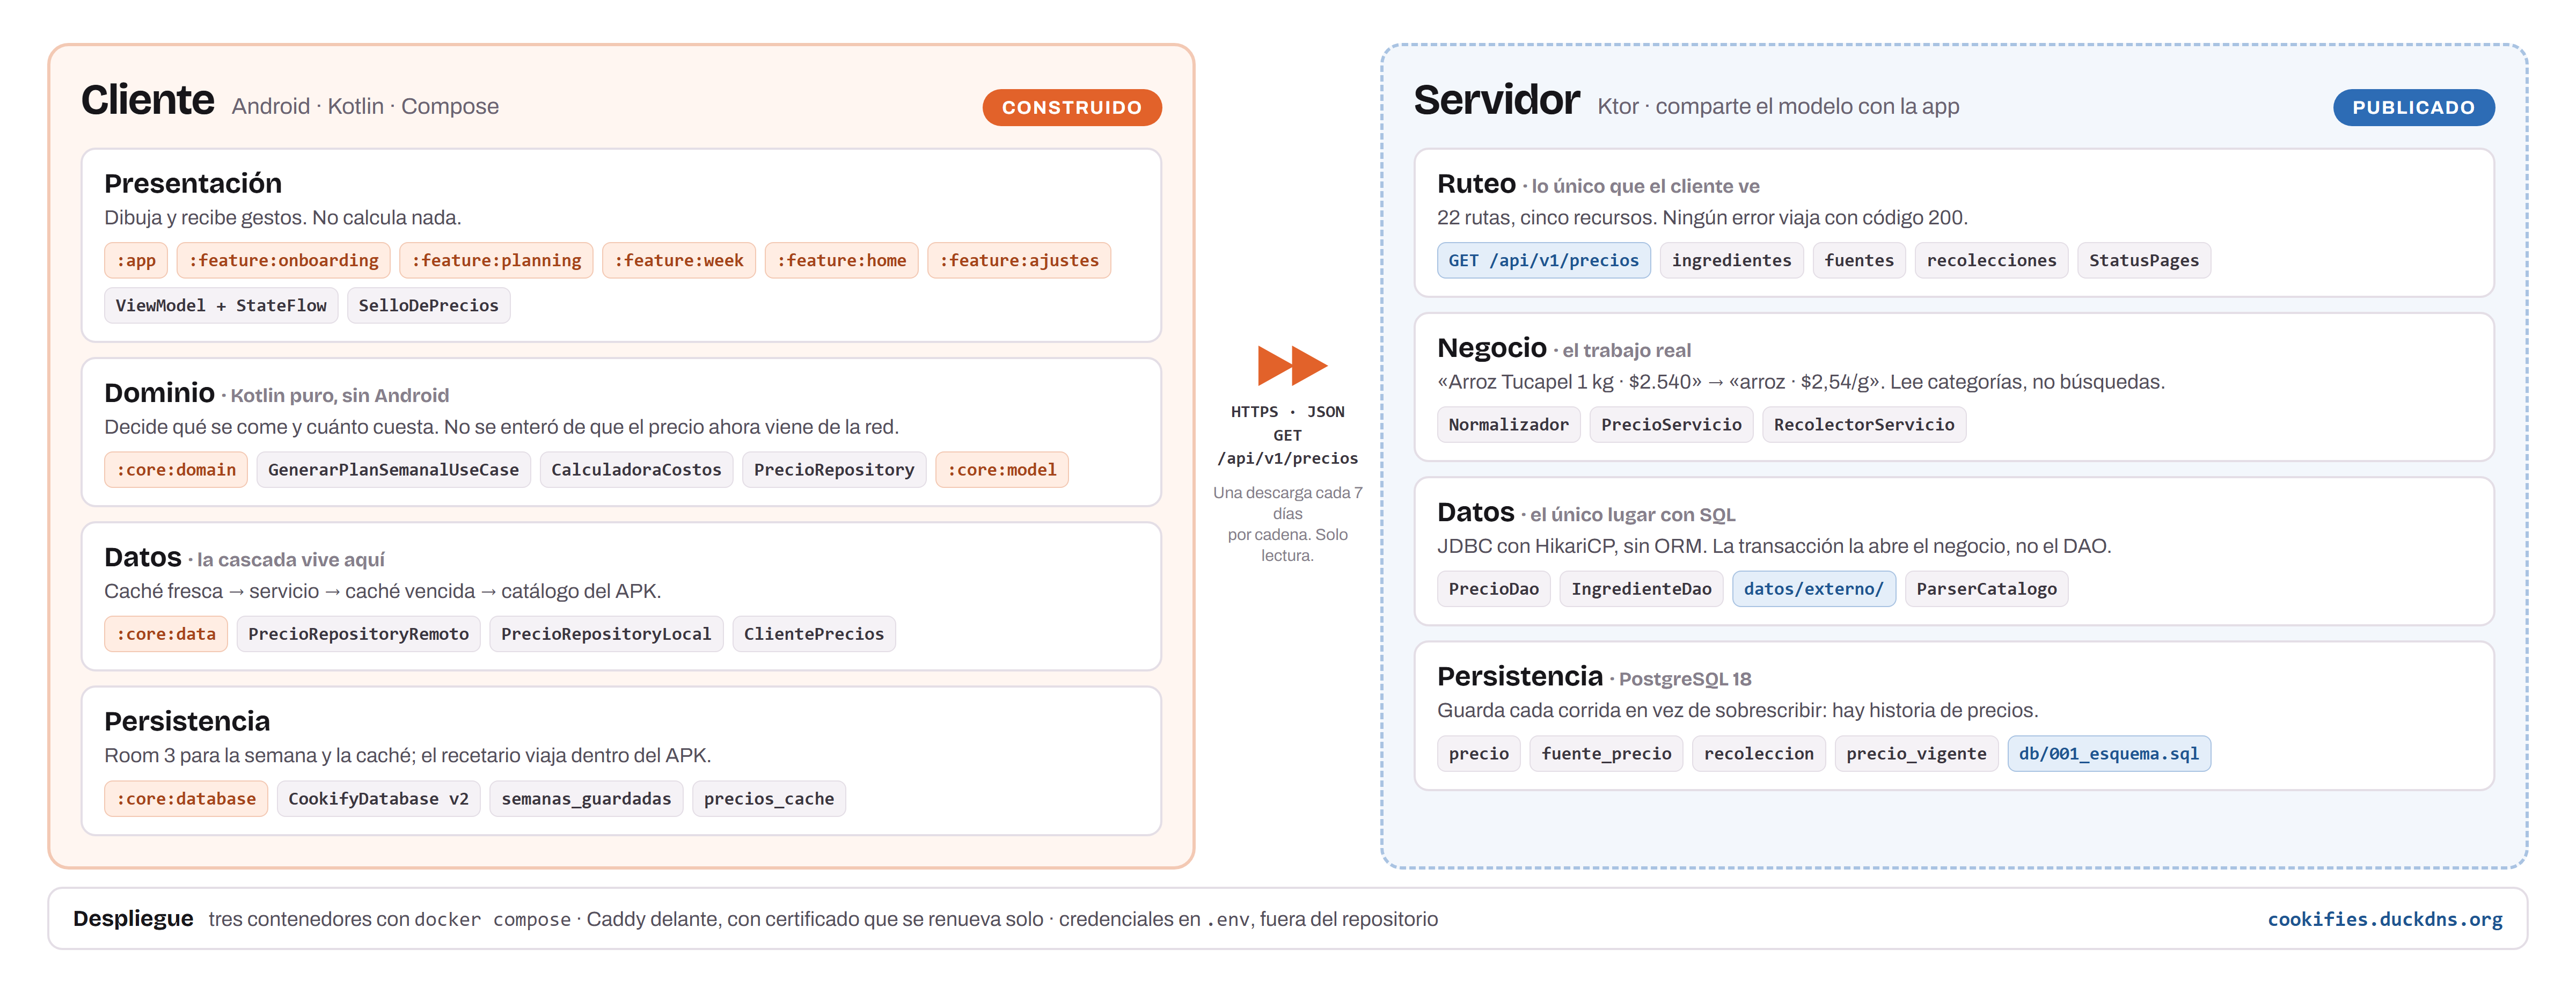 Cliente Android · Kotlin · Compose CONSTRUIDO
Presentación
Dibuja y recibe gestos. No calcula nada.
:app :feature:onboarding :feature:planning :feature:week :feature:home :feature:ajustes
ViewModel + StateFlow SelloDePrecios
Dominio · Kotlin puro, sin Android
Decide qué se come y cuánto cuesta. No se enteró de que el precio ahora viene de la red.
:core:domain GenerarPlanSemanalUseCase CalculadoraCostos PrecioRepository :core:model
Datos · la cascada vive aquí
Caché fresca → servicio → caché vencida → catálogo del APK.
:core:data PrecioRepositoryRemoto PrecioRepositoryLocal ClientePrecios
Persistencia
Room 3 para la semana y la caché; el recetario viaja dentro del APK.
:core:database CookifyDatabase v2 semanas_guardadas precios_cache
HTTPS · JSON
GET
/api/v1/precios
Una descarga cada 7
días
por cadena. Solo
lectura.
Servidor Ktor · comparte el modelo con la app PUBLICADO
Ruteo · lo único que el cliente ve
22 rutas, cinco recursos. Ningún error viaja con código 200.
GET /api/v1/precios ingredientes fuentes recolecciones StatusPages
Negocio · el trabajo real
«Arroz Tucapel 1 kg · $2.540» → «arroz · $2,54/g». Lee categorías, no búsquedas.
Normalizador PrecioServicio RecolectorServicio
Datos · el único lugar con SQL
JDBC con HikariCP, sin ORM. La transacción la abre el negocio, no el DAO.
PrecioDao IngredienteDao datos/externo/ ParserCatalogo
Persistencia · PostgreSQL 18
Guarda cada corrida en vez de sobrescribir: hay historia de precios.
precio fuente_precio recoleccion precio_vigente db/001_esquema.sql
Despliegue tres contenedores con docker compose · Caddy delante, con certificado que se renueva solo · credenciales en .env, fuera del repositorio cookifies.duckdns.org